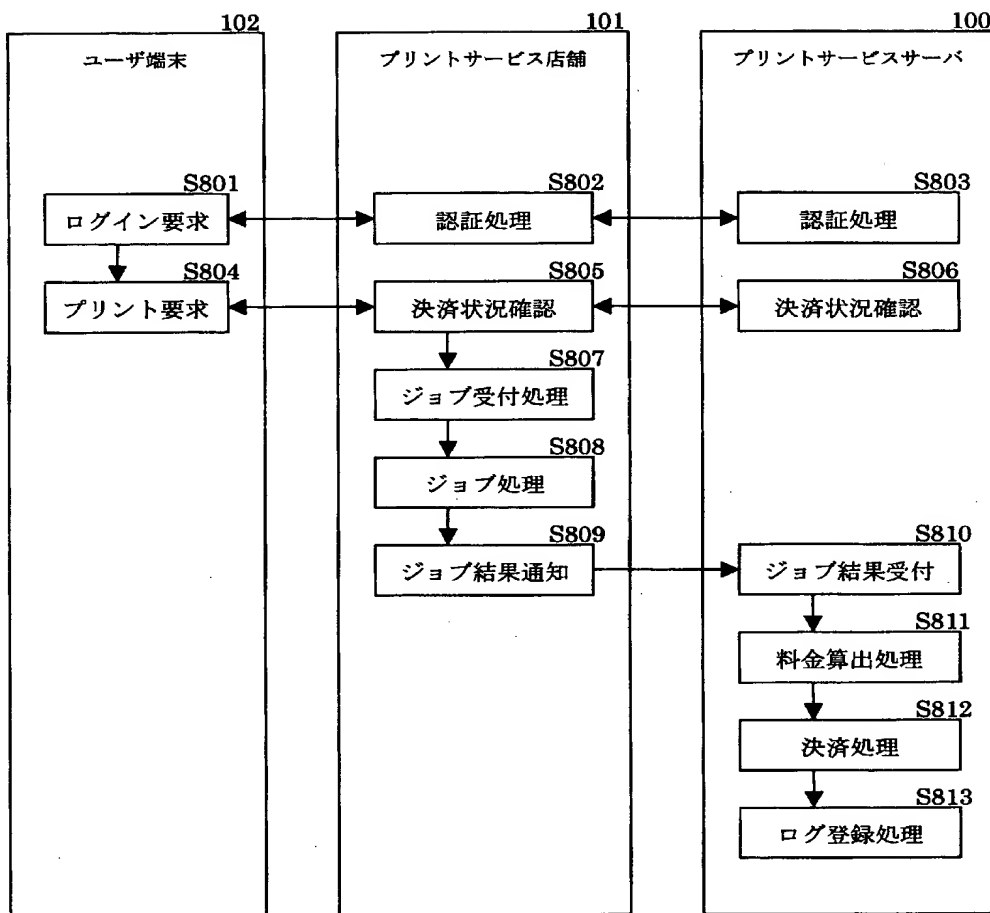 102
101
100
ユーザ端末
プリントサービス店舗
プリントサービスサーバ
S801
S802
S803
ログイン要求
認証処理
認証処理
S804
S805
S806
プリント要求
決済状況確認
決済状況確認
S807
ジョブ受付処理
S808
ジョブ処理
S809
S810
ジョブ結果通知
ジョブ結果受付
S811
料金算出処理
S812
決済処理
S813
ログ登録処理